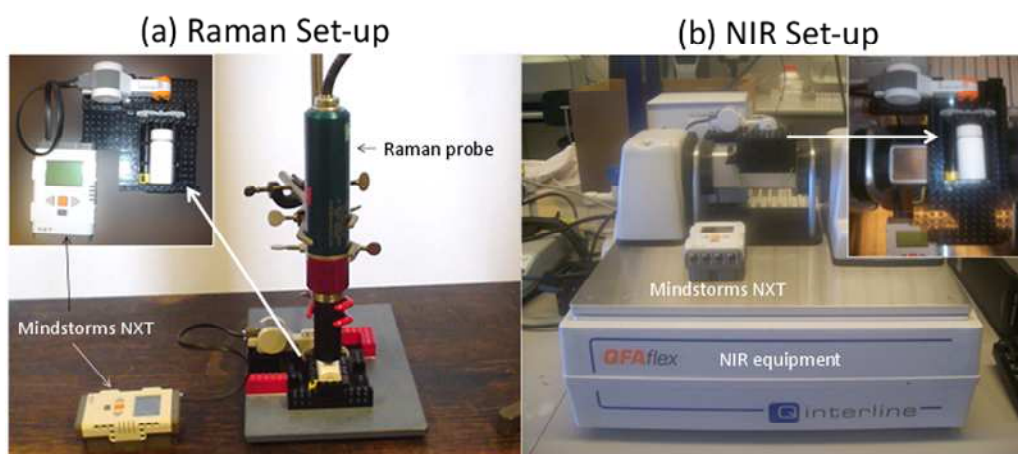 (a) Raman Set-up
Raman probe
Mindstorms NXT
(b) NIR Set-up
Mindstorms NXT
NIR equipment
QFAflex
Q interline